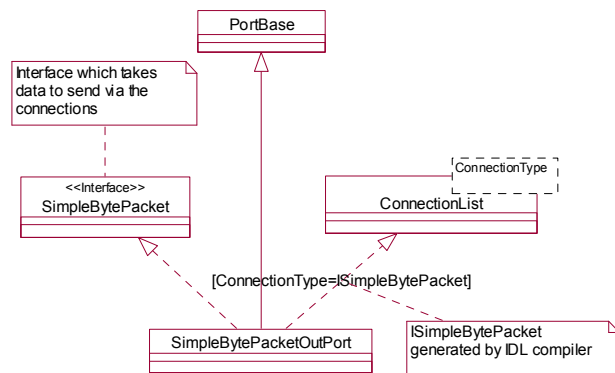 PortBase
Interface which takes
data to send via the
connections
<<Interface>>
SimpleBytePacket
ConnectionType
ConnectionList
[ConnectionType=ISimpleBytePacket]
SimpleBytePacketOutPort
ISimpleBytePacket
generated by IDL compiler